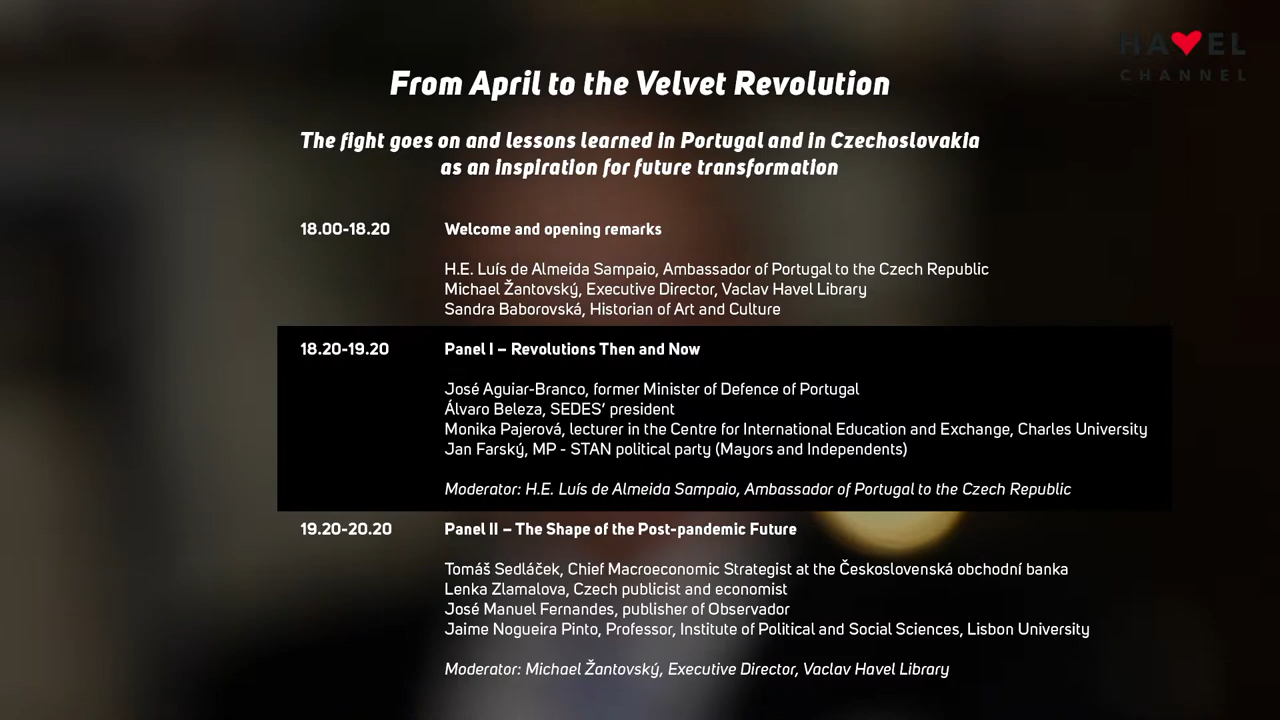 HAVEL
CHANNEL
From April to the Velvet Revolution
The fight goes on and lessons learned in Portugal and in Czechoslovakia
as an inspiration for future transformation
18.00-18.20 Welcome and opening remarks
H.E. Luís de Almeida Sampaio, Ambassador of Portugal to the Czech Republic
Michael Žantovský, Executive Director, Vaclav Havel Library
Sandra Baborovská, Historian of Art and Culture
18.20-19.20 Panel I – Revolutions Then and Now
José Aguiar-Branco, former Minister of Defence of Portugal
Álvaro Beleza, SEDES’ president
Monika Pajerová, lecturer in the Centre for International Education and Exchange, Charles University
Jan Farský, MP - STAN political party (Mayors and Independents)
Moderator: H.E. Luís de Almeida Sampaio, Ambassador of Portugal to the Czech Republic
19.20-20.20 Panel II – The Shape of the Post-pandemic Future
Tomáš Sedláček, Chief Macroeconomic Strategist at the Československá obchodní banka
Lenka Zlamalova, Czech publicist and economist
José Manuel Fernandes, publisher of Observador
Jaime Nogueira Pinto, Professor, Institute of Political and Social Sciences, Lisbon University
Moderator: Michael Žantovský, Executive Director, Vaclav Havel Library